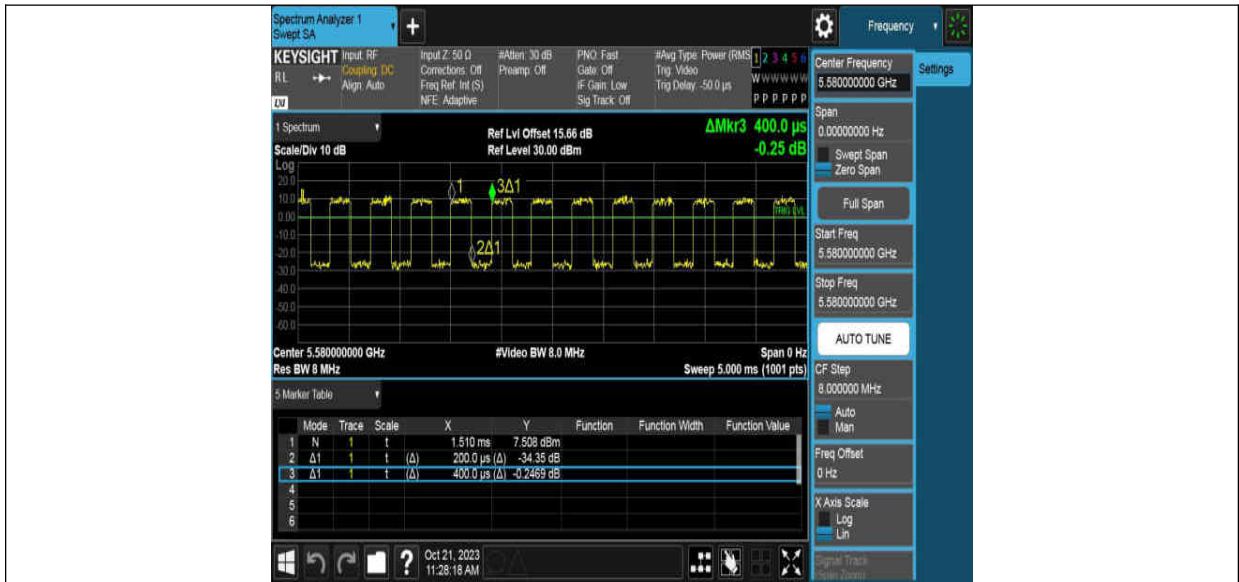 Spectrum Analyzer 1
Swept SA
+
Frequency
KEYSIGHT Input: RF Input Z: 50 Ω #Atten: 30 dB PNO: Fast #Avg Type: Power (RMS 1 2 3 4 5 6
RL Coupling: DC Corrections: Off Preamp: Off Gate: Off Trig: Video W W W W W W
Align: Auto Freq Ref: Int (S) IF Gain: Low Trig Delay: -50.0 µs P P P P P P
LXI NFE: Adaptive Sig Track: Off
1 Spectrum
Scale/Div 10 dB
Ref Lvl Offset 15.66 dB
Ref Level 30.00 dBm
ΔMkr3 400.0 µs
-0.25 dB
Log
20.0
10.0
0.00
-10.0
-20.0
-30.0
-40.0
-50.0
-60.0
1
3Δ1
2Δ1
TRIG LVL
Center 5.580000000 GHz #Video BW 8.0 MHz Span 0 Hz
Res BW 8 MHz Sweep 5.000 ms (1001 pts)
5 Marker Table
Mode Trace Scale X Y Function Function Width Function Value
1 N 1 t 1.510 ms 7.508 dBm
2 Δ1 1 t (Δ) 200.0 µs (Δ) -34.35 dB
3 Δ1 1 t (Δ) 400.0 µs (Δ) -0.2469 dB
4
5
6
?
Oct 21, 2023
11:28:18 AM
Center Frequency
5.580000000 GHz
Settings
Span
0.00000000 Hz
Swept Span
Zero Span
Full Span
Start Freq
5.580000000 GHz
Stop Freq
5.580000000 GHz
AUTO TUNE
CF Step
8.000000 MHz
Auto
Man
Freq Offset
0 Hz
X Axis Scale
Log
Lin
Signal Track
(Span Zoom)